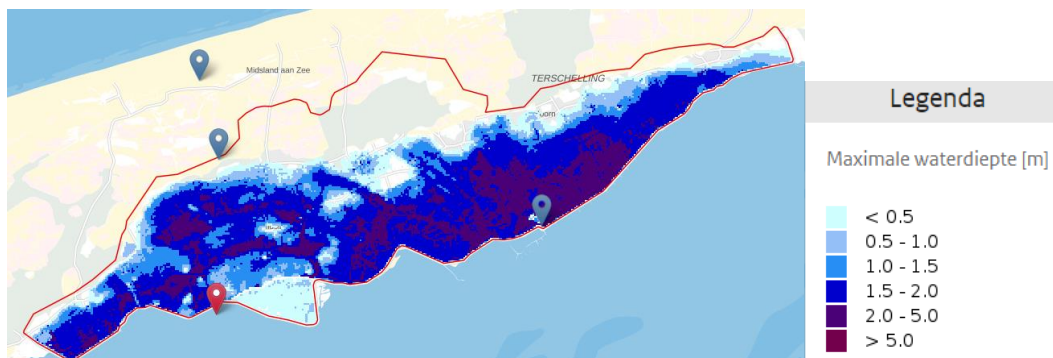 Midsland aan Zee
TERSCHELLING
Legenda
Maximale waterdiepte [m]
< 0.5
0.5 - 1.0
1.0 - 1.5
1.5 - 2.0
2.0 - 5.0
> 5.0